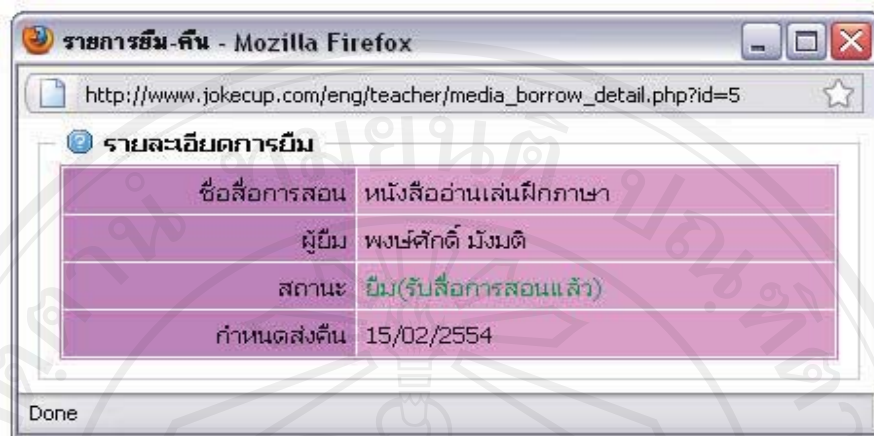 รายการยืม-คืน - Mozilla Firefox
http://www.jokecup.com/eng/teacher/media_borrow_detail.php?id=5
รายละเอียดการยืม
ชื่อสื่อการสอน หนังสืออ่านเล่นฝึกภาษา
ผู้ยืม พงษ์ศักดิ์ มังมติ
สถานะ ยืม(รับสื่อการสอนแล้ว)
กำหนดส่งคืน 15/02/2554
Done